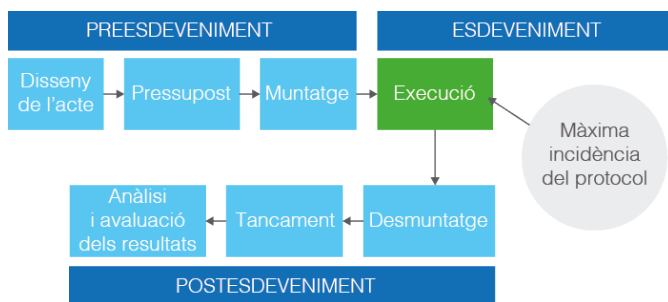 PREESDEVENIMENT
ESDEVENIMENT
Disseny
de l'acte
Pressupost
Muntatge
Execució
Màxima
incidència
del protocol
Anàlisi
i avaluació
dels resultats
Tancament
Desmuntatge
POSTESDEVENIMENT